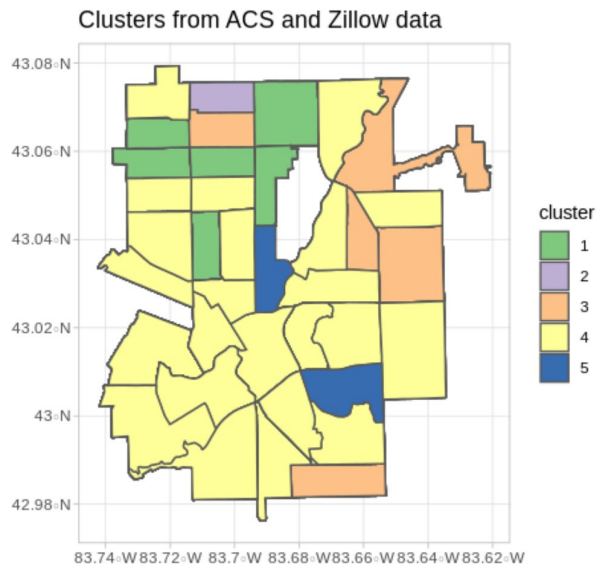 Clusters from ACS and Zillow data
43.08°N
43.06°N
43.04°N
43.02°N
43°N
42.98°N
83.74°W 83.72°W 83.7°W 83.68°W 83.66°W 83.64°W 83.62°W
cluster
1
2
3
4
5